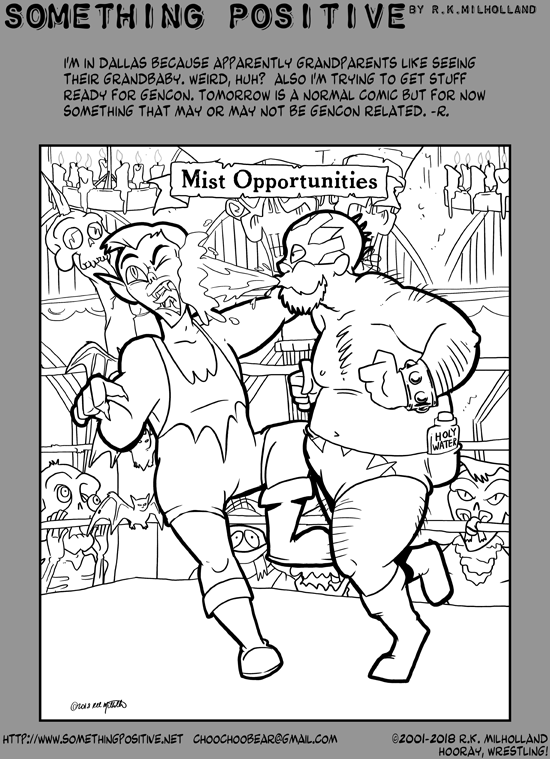 SOMETHING POSITIVE BY R.K.MILHOLLAND
I'M IN DALLAS BECAUSE APPARENTLY GRANDPARENTS LIKE SEEING
THEIR GRANDBABY. WEIRD, HUH? ALSO I'M TRYING TO GET STUFF
READY FOR GENCON. TOMORROW IS A NORMAL COMIC BUT FOR NOW
SOMETHING THAT MAY OR MAY NOT BE GENCON RELATED. -R.
Mist Opportunities
HOLY
WATER
HTTP://WWW.SOMETHINGPOSITIVE.NET CHOOCHOOBEAR@GMAIL.COM ©2001-2018 R.K. MILHOLLAND
HOORAY, WRESTLING!